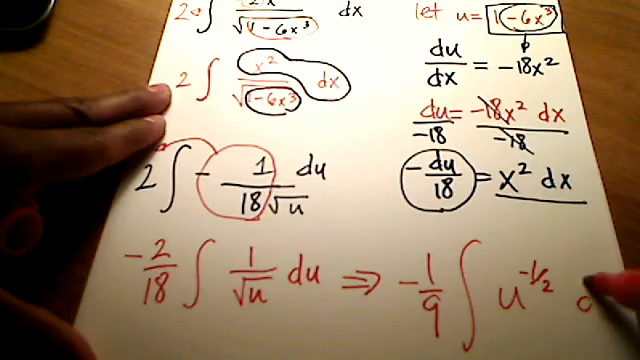 2 ∫ 2x² / √(1 - 6x³) dx
let u = 1 - 6x³
du/dx = -18x²
2 ∫ x² / √(1 - 6x³) dx
du/-18 = -18x² dx/-18
2 ∫ - 1/(18√u) du
-du/18 = x² dx
-2/18 ∫ 1/√u du ⇒ -1/9 ∫ u^(-1/2)